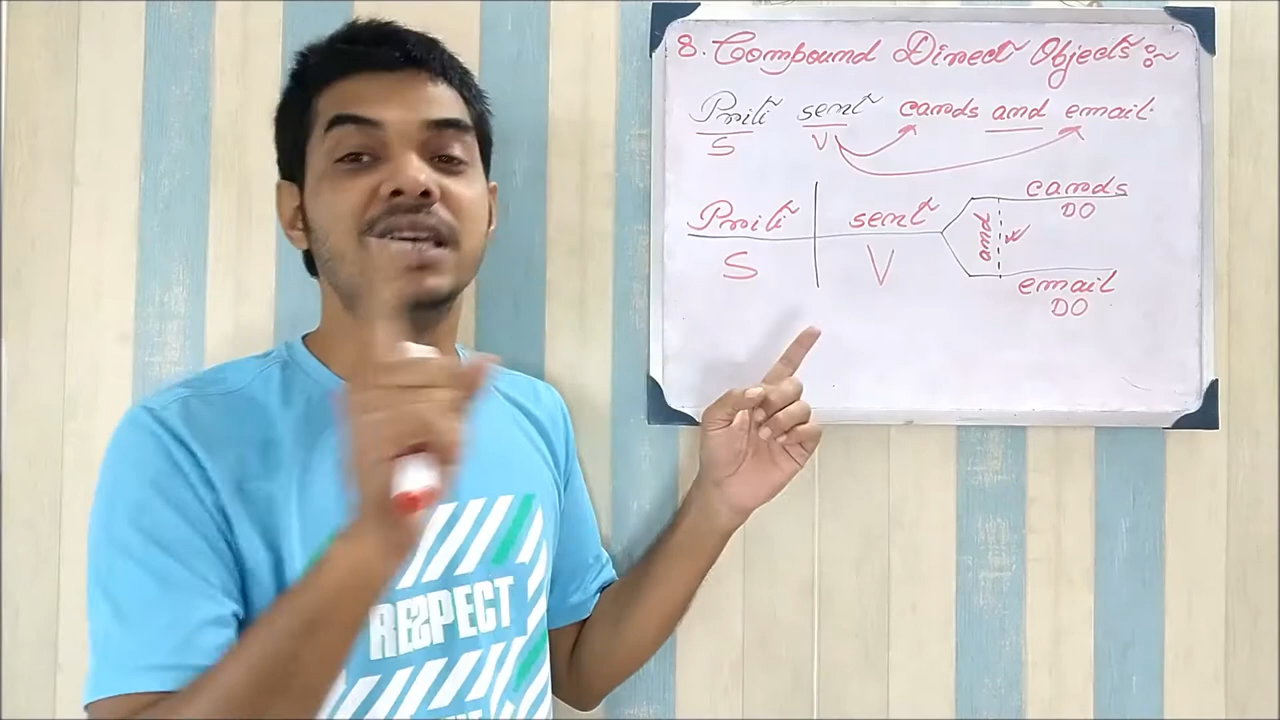 8. Compound Direct Objects :~
Priti sent cards and email.
S V
Priti sent cards
DO
and
S V email
DO
RESPECT